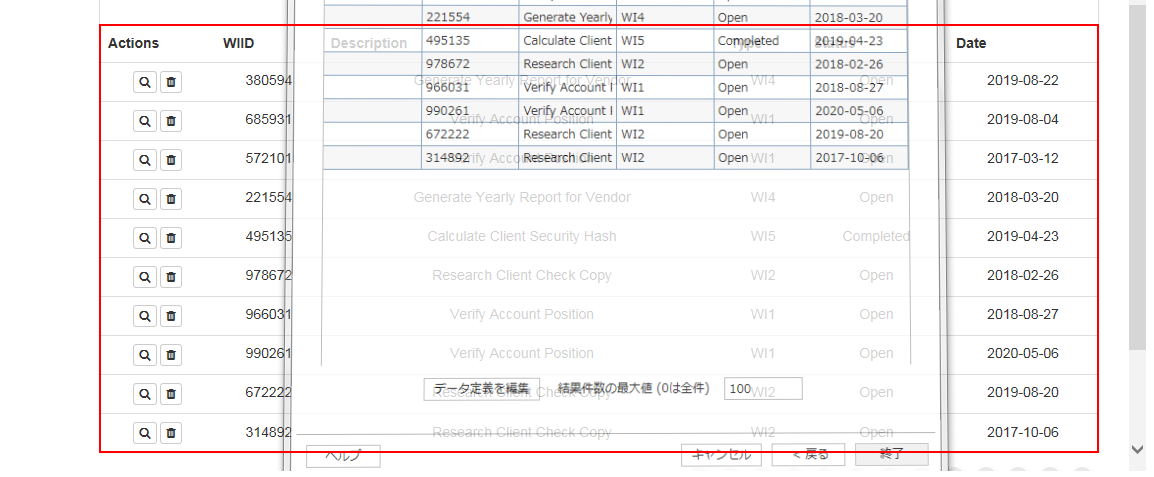 221554 Generate Yearly WI4 Open 2018-03-20
Actions WIID Description Type Status Date
495135 Calculate Client WI5 Completed 2019-04-23
978672 Research Client WI2 Open 2018-02-26
380594 Generate Yearly Report for Vendor WI4 Open 2019-08-22
966031 Verify Account WI1 Open 2018-08-27
990261 Verify Account WI1 Open 2020-05-06
685931 Verify Account Position WI1 Open 2019-08-04
672222 Research Client WI2 Open 2019-08-20
314892 Research Client WI2 Open 2017-10-06
572101 Verify Account Position WI1 Open 2017-03-12
221554 Generate Yearly Report for Vendor WI4 Open 2018-03-20
495135 Calculate Client Security Hash WI5 Completed 2019-04-23
978672 Research Client Check Copy WI2 Open 2018-02-26
966031 Verify Account Position WI1 Open 2018-08-27
990261 Verify Account Position WI1 Open 2020-05-06
データ定義を編集 結果件数の最大値 (0は全件) 100
672222 Research Client Check Copy WI2 Open 2019-08-20
314892 Research Client Check Copy WI2 Open 2017-10-06
ヘルプ キャンセル < 戻る 終了